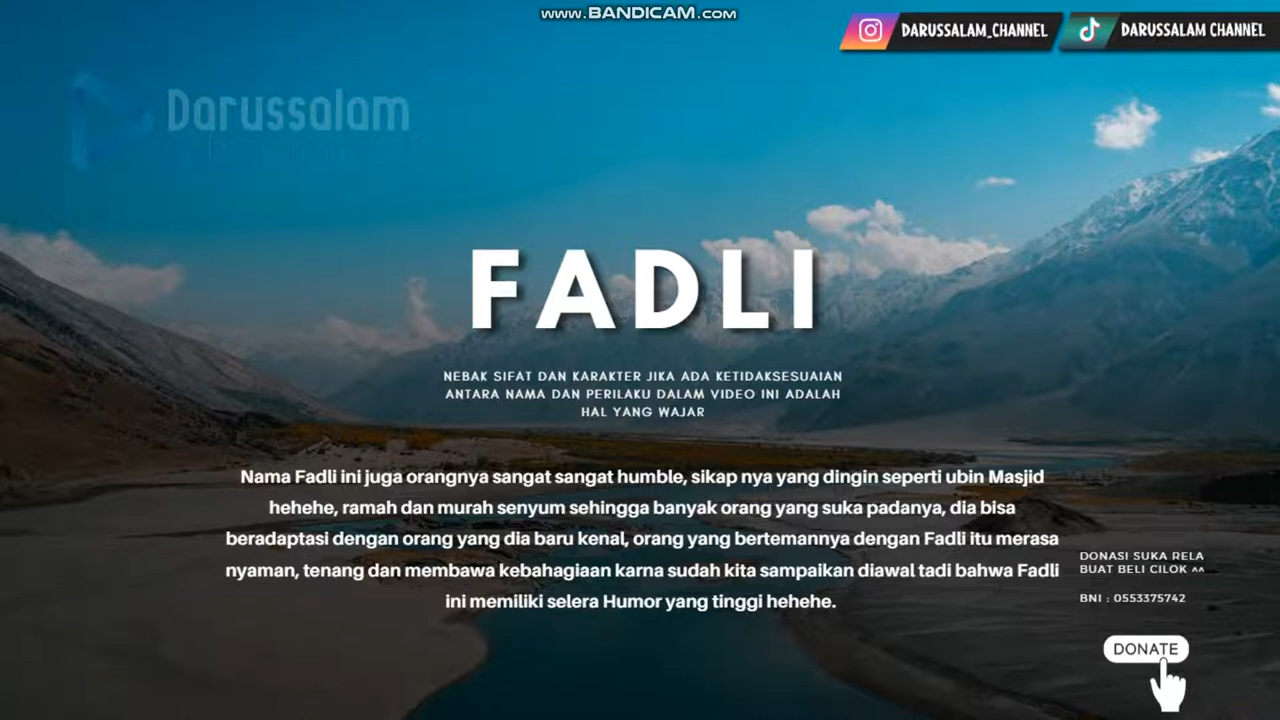 www.BANDICAM.com
DARUSSALAM_CHANNEL
DARUSSALAM CHANNEL
Darussalam
FADLI
NEBAK SIFAT DAN KARAKTER JIKA ADA KETIDAKSESUAIAN
ANTARA NAMA DAN PERILAKU DALAM VIDEO INI ADALAH
HAL YANG WAJAR
Nama Fadli ini juga orangnya sangat sangat humble, sikap nya yang dingin seperti ubin Masjid
hehehe, ramah dan murah senyum sehingga banyak orang yang suka padanya, dia bisa
beradaptasi dengan orang yang dia baru kenal, orang yang bertemannya dengan Fadli itu merasa
nyaman, tenang dan membawa kebahagiaan karna sudah kita sampaikan diawal tadi bahwa Fadli
ini memiliki selera Humor yang tinggi hehehe.
DONASI SUKA RELA
BUAT BELI CILOK ^^
BNI : 0553375742
DONATE